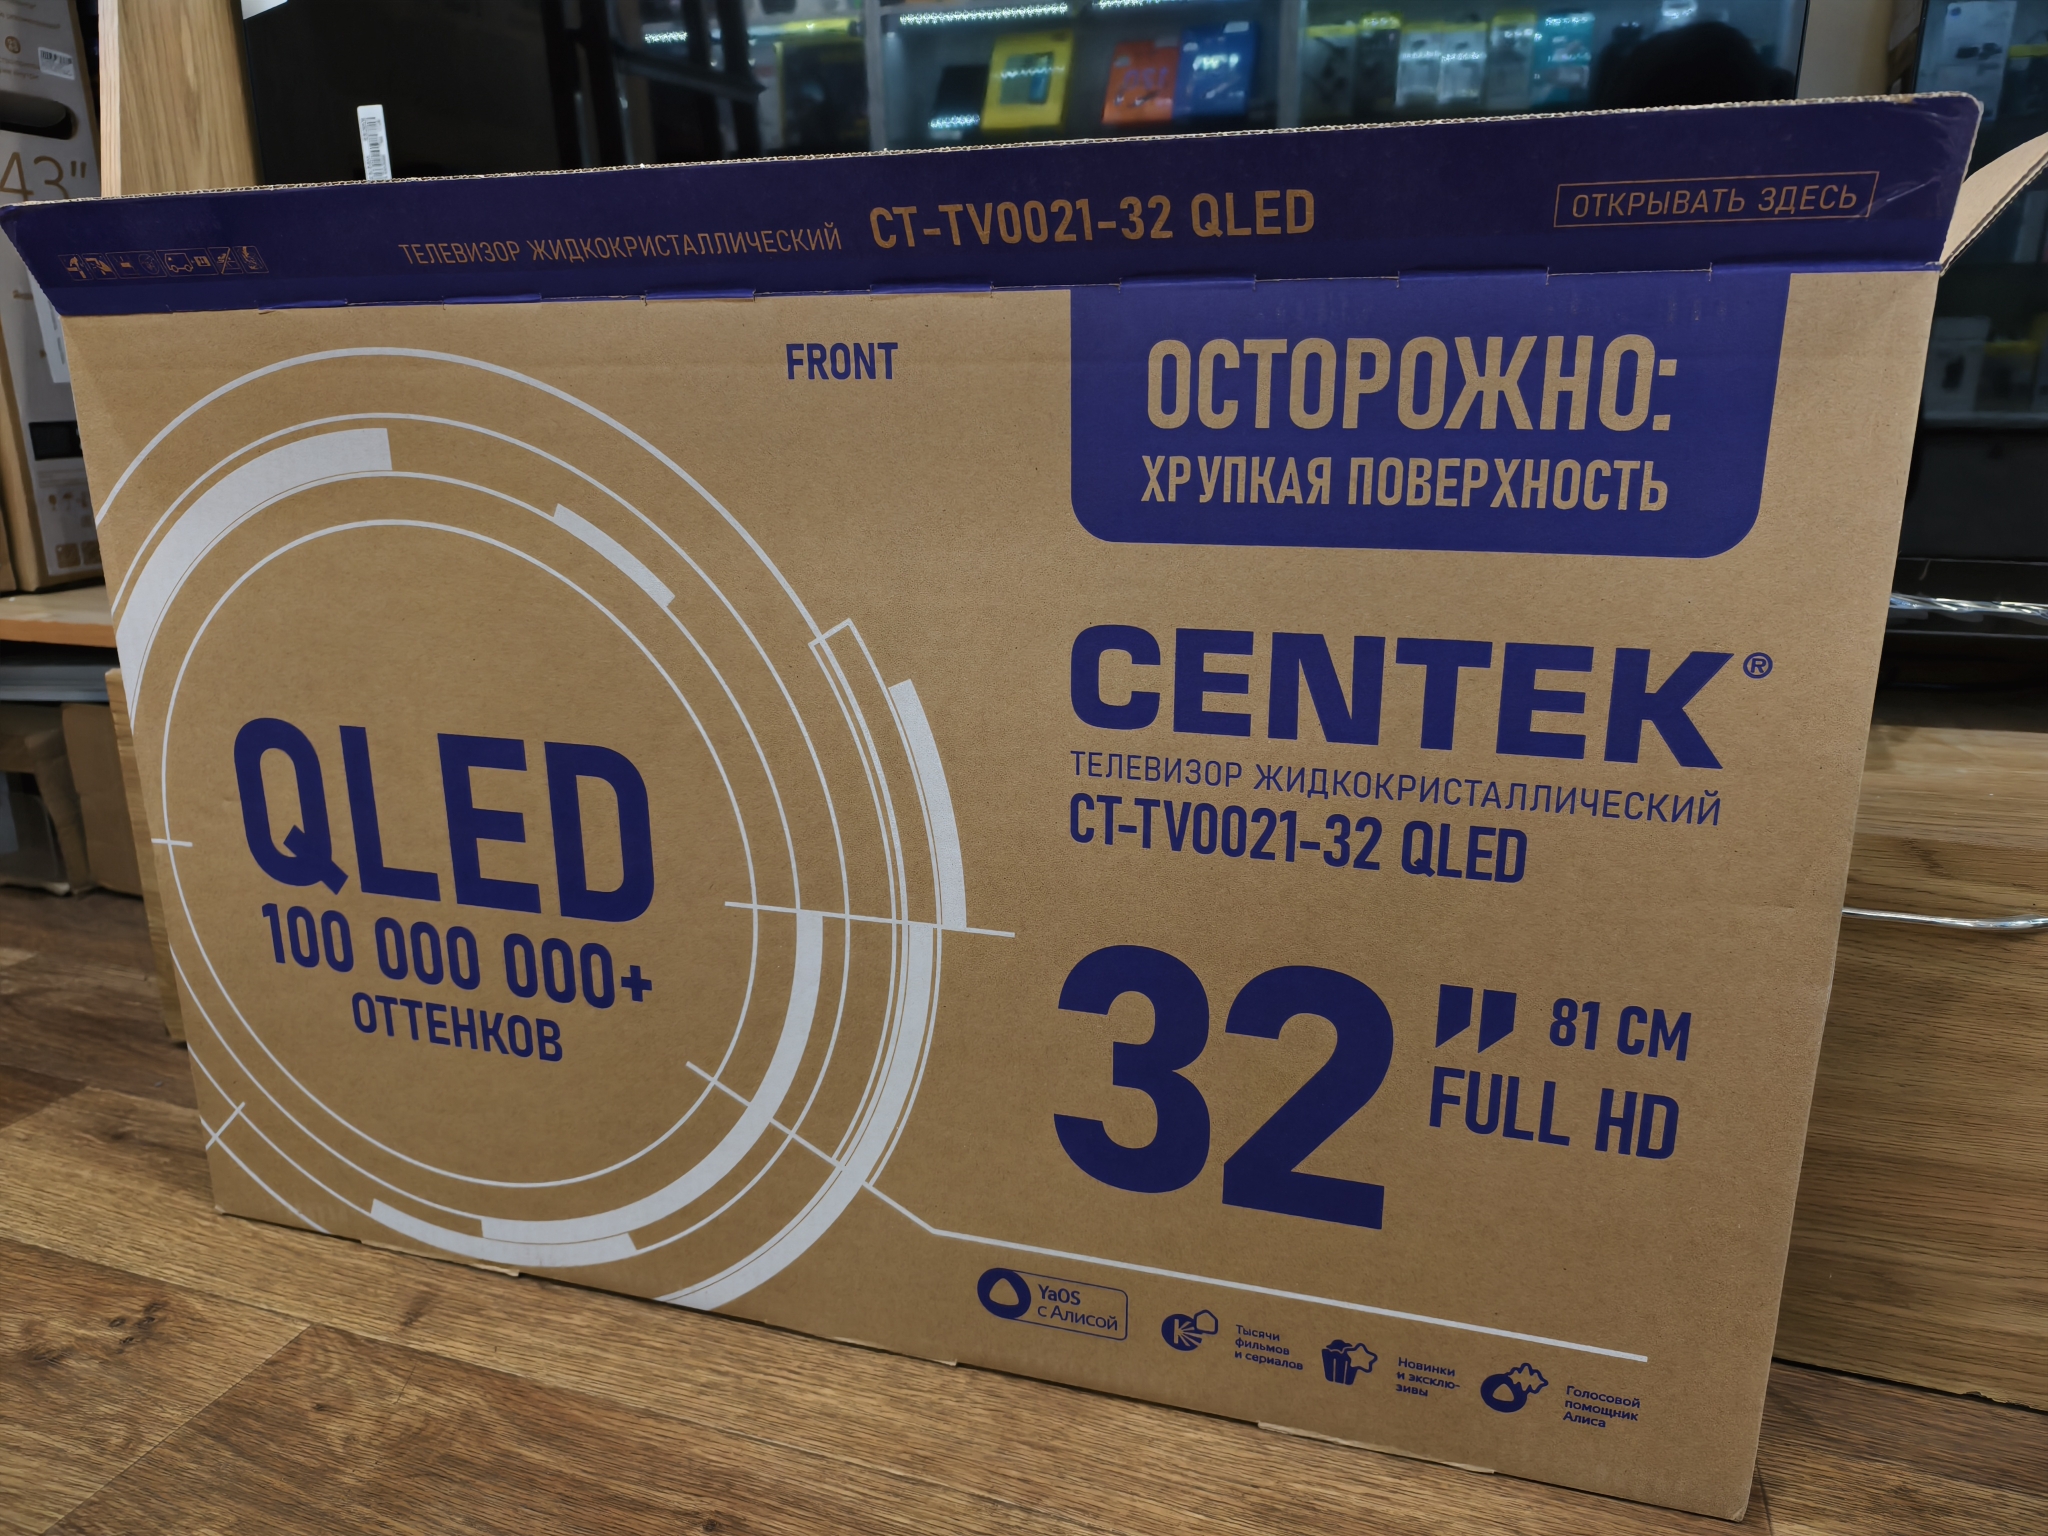 43"
ТЕЛЕВИЗОР ЖИДКОКРИСТАЛЛИЧЕСКИЙ CT-TV0021-32 QLED
ОТКРЫВАТЬ ЗДЕСЬ
FRONT
ОСТОРОЖНО:
ХРУПКАЯ ПОВЕРХНОСТЬ
CENTEK®
ТЕЛЕВИЗОР ЖИДКОКРИСТАЛЛИЧЕСКИЙ
CT-TV0021-32 QLED
QLED
100 000 000+
ОТТЕНКОВ
32" 81 СМ
FULL HD
YaOS
с Алисой
Тысячи
фильмов
и сериалов
Новинки
и эксклю-
зивы
Голосовой
помощник
Алиса